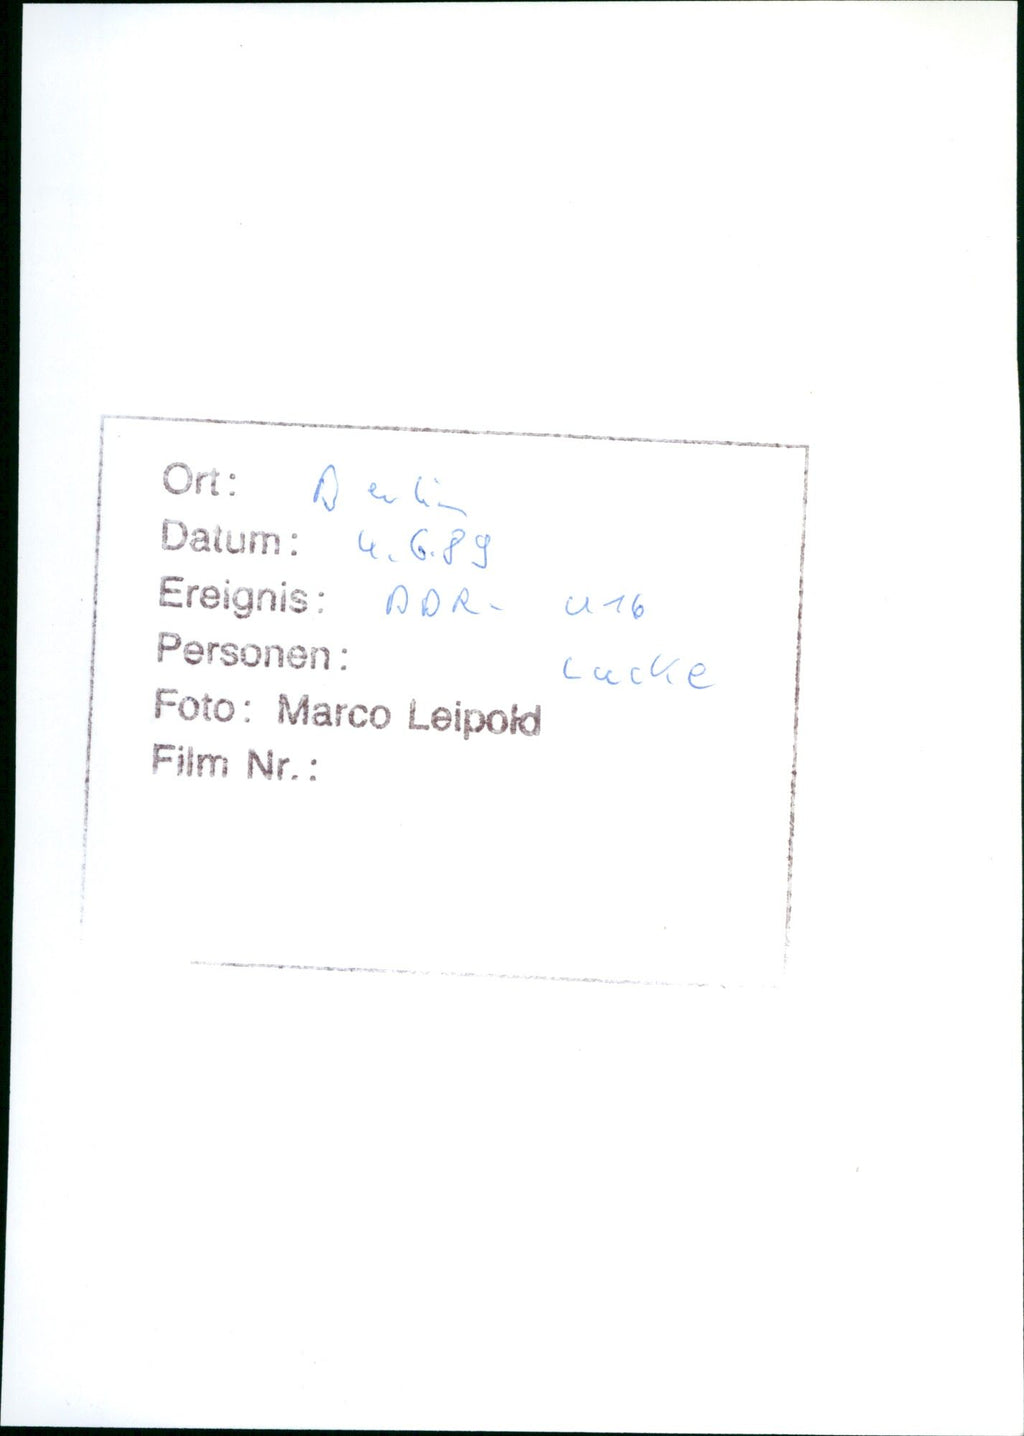 Ort: Berlin
Datum: 4.6.89
Ereignis: DDR- U16
Personen: Lucke
Foto: Marco Leipold
Film Nr.: